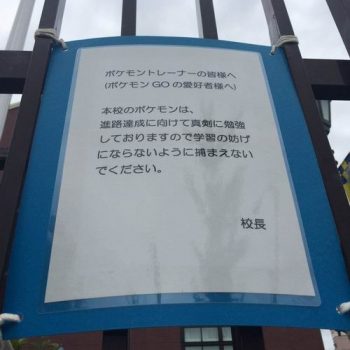 ポケモントレーナーの皆様へ
(ポケモンGOの愛好者様へ)
本校のポケモンは、
進路達成に向けて真剣に勉強
しておりますので学習の妨げ
にならないように捕まえない
でください。
校長